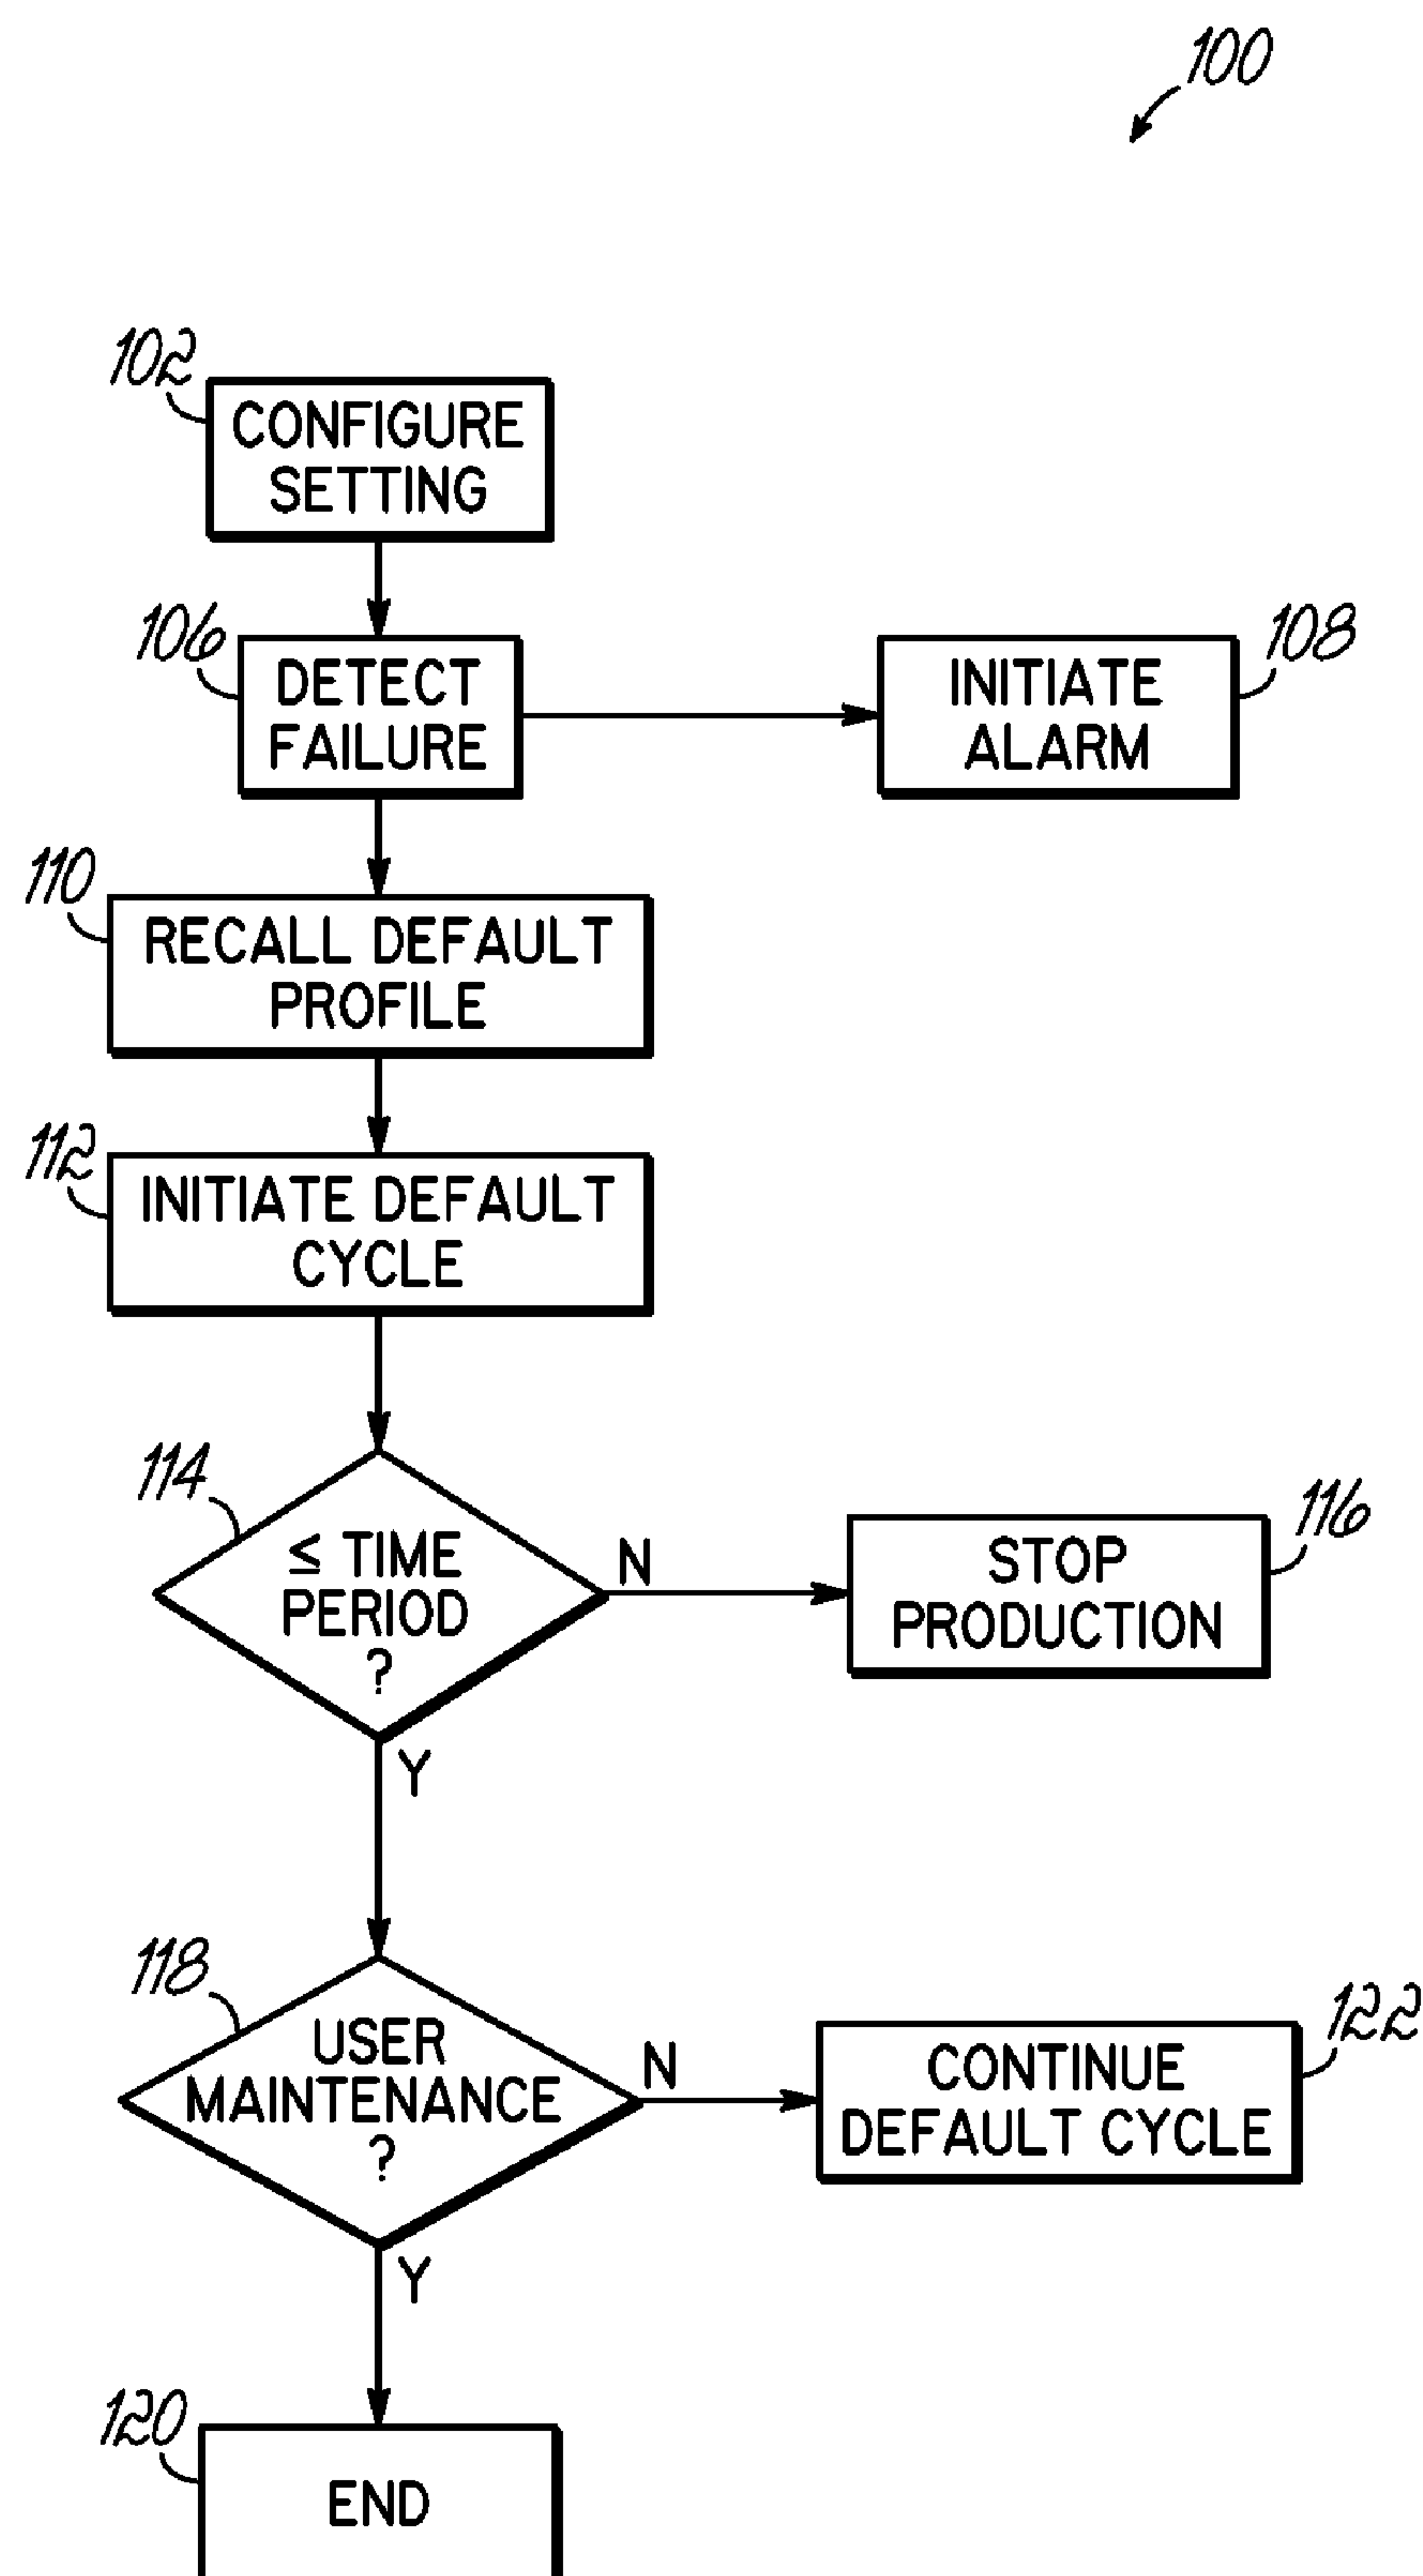 100
102
CONFIGURE
SETTING
106
DETECT
FAILURE
108
INITIATE
ALARM
110
RECALL DEFAULT
PROFILE
112
INITIATE DEFAULT
CYCLE
114
≤ TIME
PERIOD
?
N
116
STOP
PRODUCTION
Y
118
USER
MAINTENANCE
?
N
122
CONTINUE
DEFAULT CYCLE
Y
120
END